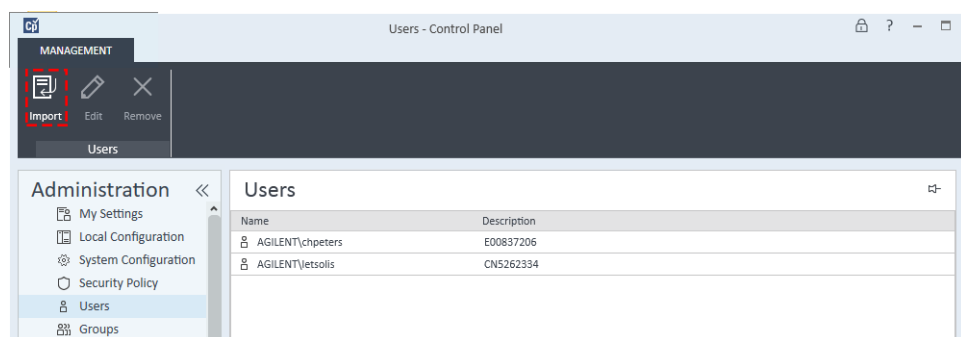 Cp
Users - Control Panel
?
MANAGEMENT
Import Edit Remove
Users
Administration
My Settings
Local Configuration
System Configuration
Security Policy
Users
Groups
Users
Name Description
AGILENT\chpeters E00837206
AGILENT\letsolis CN5262334